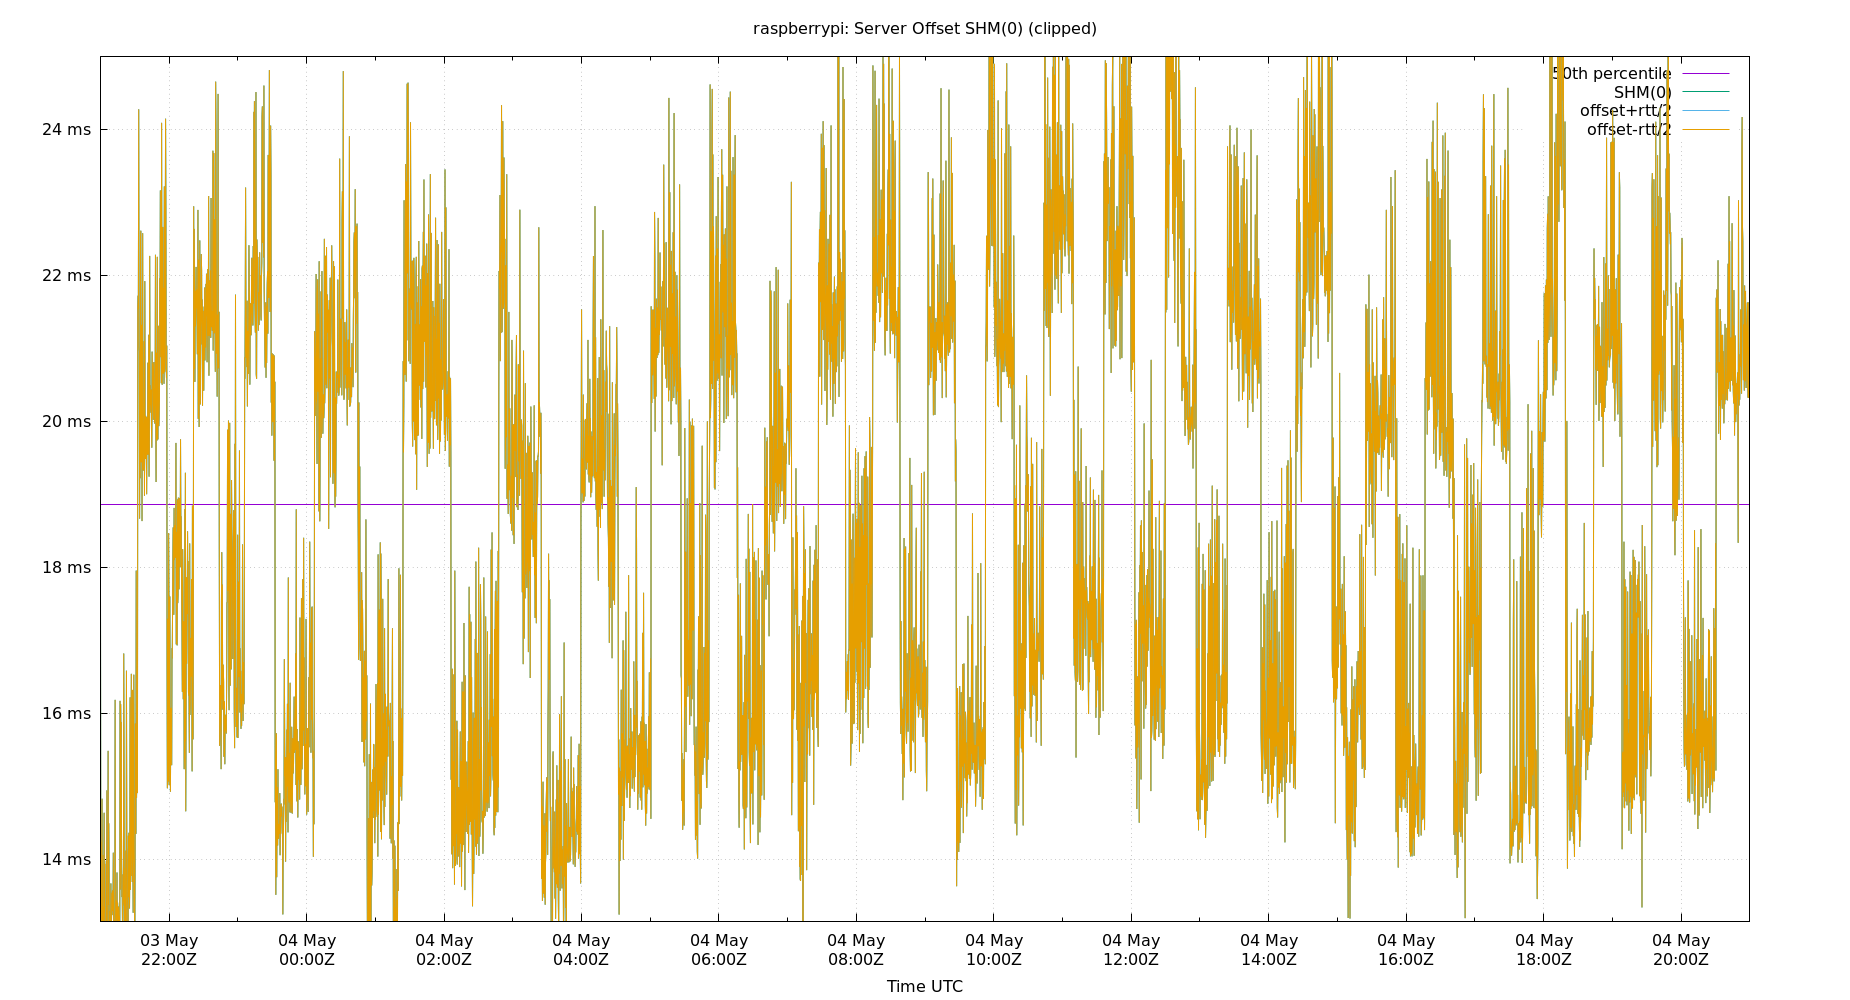 raspberrypi: Server Offset SHM(0) (clipped)
50th percentile
SHM(0)
offset+rtt/2
offset-rtt/2
24 ms
22 ms
20 ms
18 ms
16 ms
14 ms
03 May 04 May 04 May 04 May 04 May 04 May 04 May 04 May 04 May 04 May 04 May 04 May
22:00Z 00:00Z 02:00Z 04:00Z 06:00Z 08:00Z 10:00Z 12:00Z 14:00Z 16:00Z 18:00Z 20:00Z
Time UTC